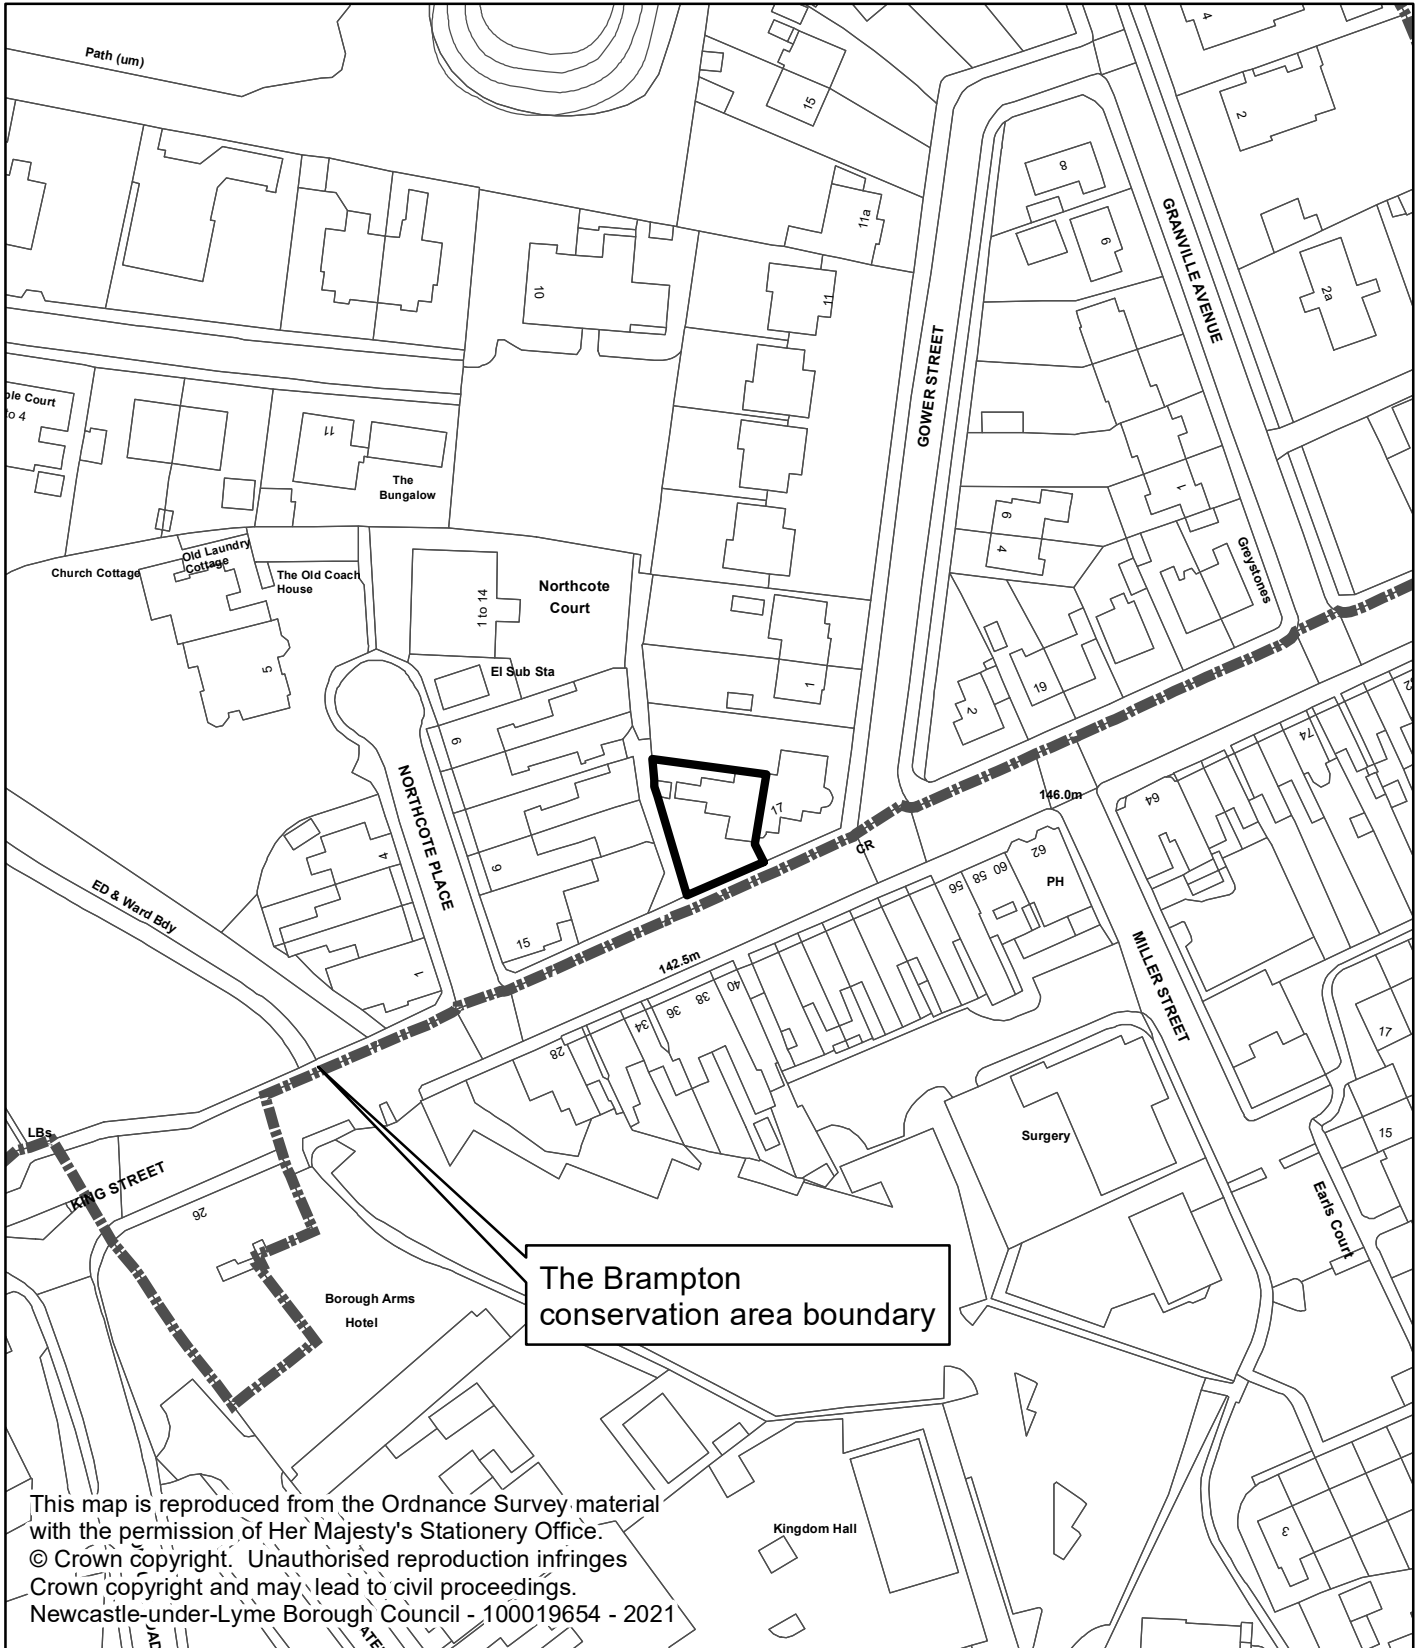 Path (um)
15
4
2
8
11a
6
GRANVILLE AVENUE
10
11
2a
GOWER STREET
to 4
11
The
Bungalow
1
6
4
Old Laundry
Cottage
Church Cottage
The Old Coach
House
1 to 14
Northcote
Court
Greystones
5
El Sub Sta
1
19
2
9
74
NORTHCOTE PLACE
17
146.0m
64
CR
4
6
62
60
58
56
PH
ED & Ward Bdy
15
142.5m
1
40
38
36
34
28
MILLER STREET
17
LBs
Surgery
15
KING STREET
26
Earls Court
The Brampton
conservation area boundary
Borough Arms
Hotel
This map is reproduced from the Ordnance Survey material
with the permission of Her Majesty's Stationery Office.
© Crown copyright. Unauthorised reproduction infringes
Crown copyright and may lead to civil proceedings.
Newcastle-under-Lyme Borough Council - 100019654 - 2021
Kingdom Hall
3